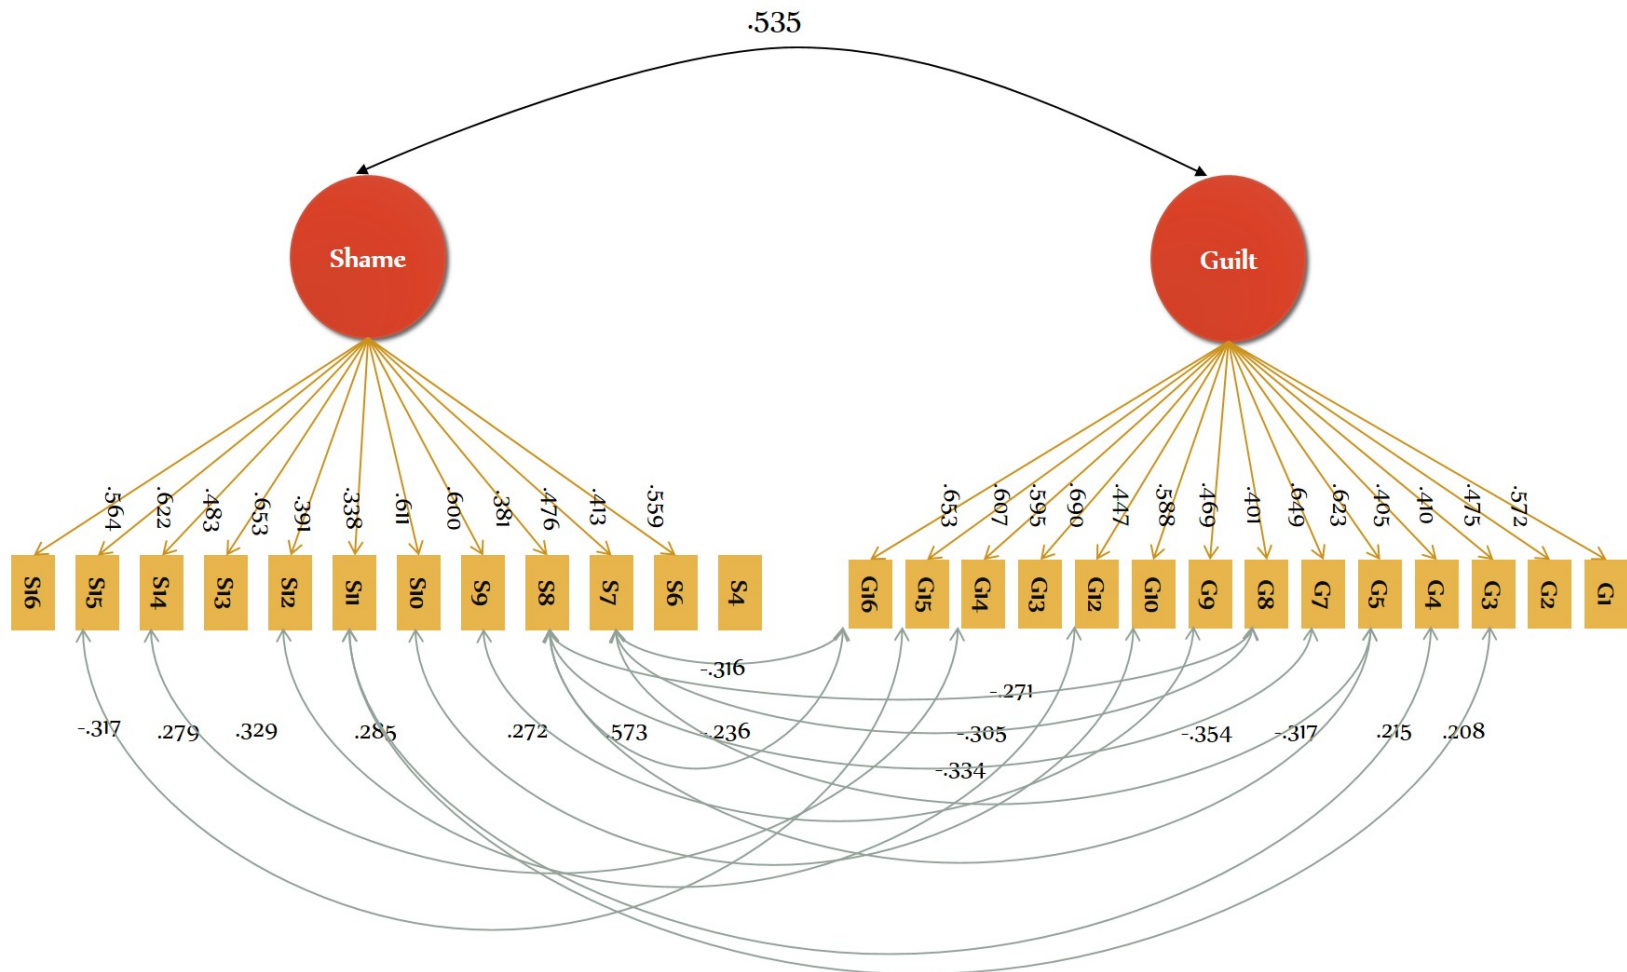 .535
Shame
Guilt
.564 .622 .483 .653 .391 .338 .611 .600 .381 .476 .413 .559
.653 .607 .595 .690 .447 .588 .469 .401 .649 .623 .405 .410 .475 .572
S16 S15 S14 S13 S12 S11 S10 S9 S8 S7 S6 S4
G16 G15 G14 G13 G12 G10 G9 G8 G7 G5 G4 G3 G2 G1
-.316
-.271
-.317 .279 .329 .285 .272 .573 -.236 -.305 -.354 -.317 .215 .208
-.334